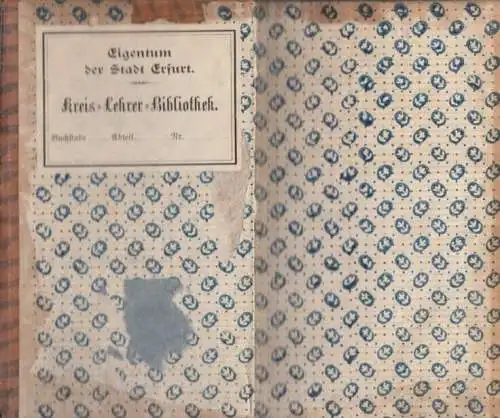 Eigentum
der Stadt Erfurt.
Kreis-Lehrer-Bibliothek.
Buchstabe Abteil. Nr.